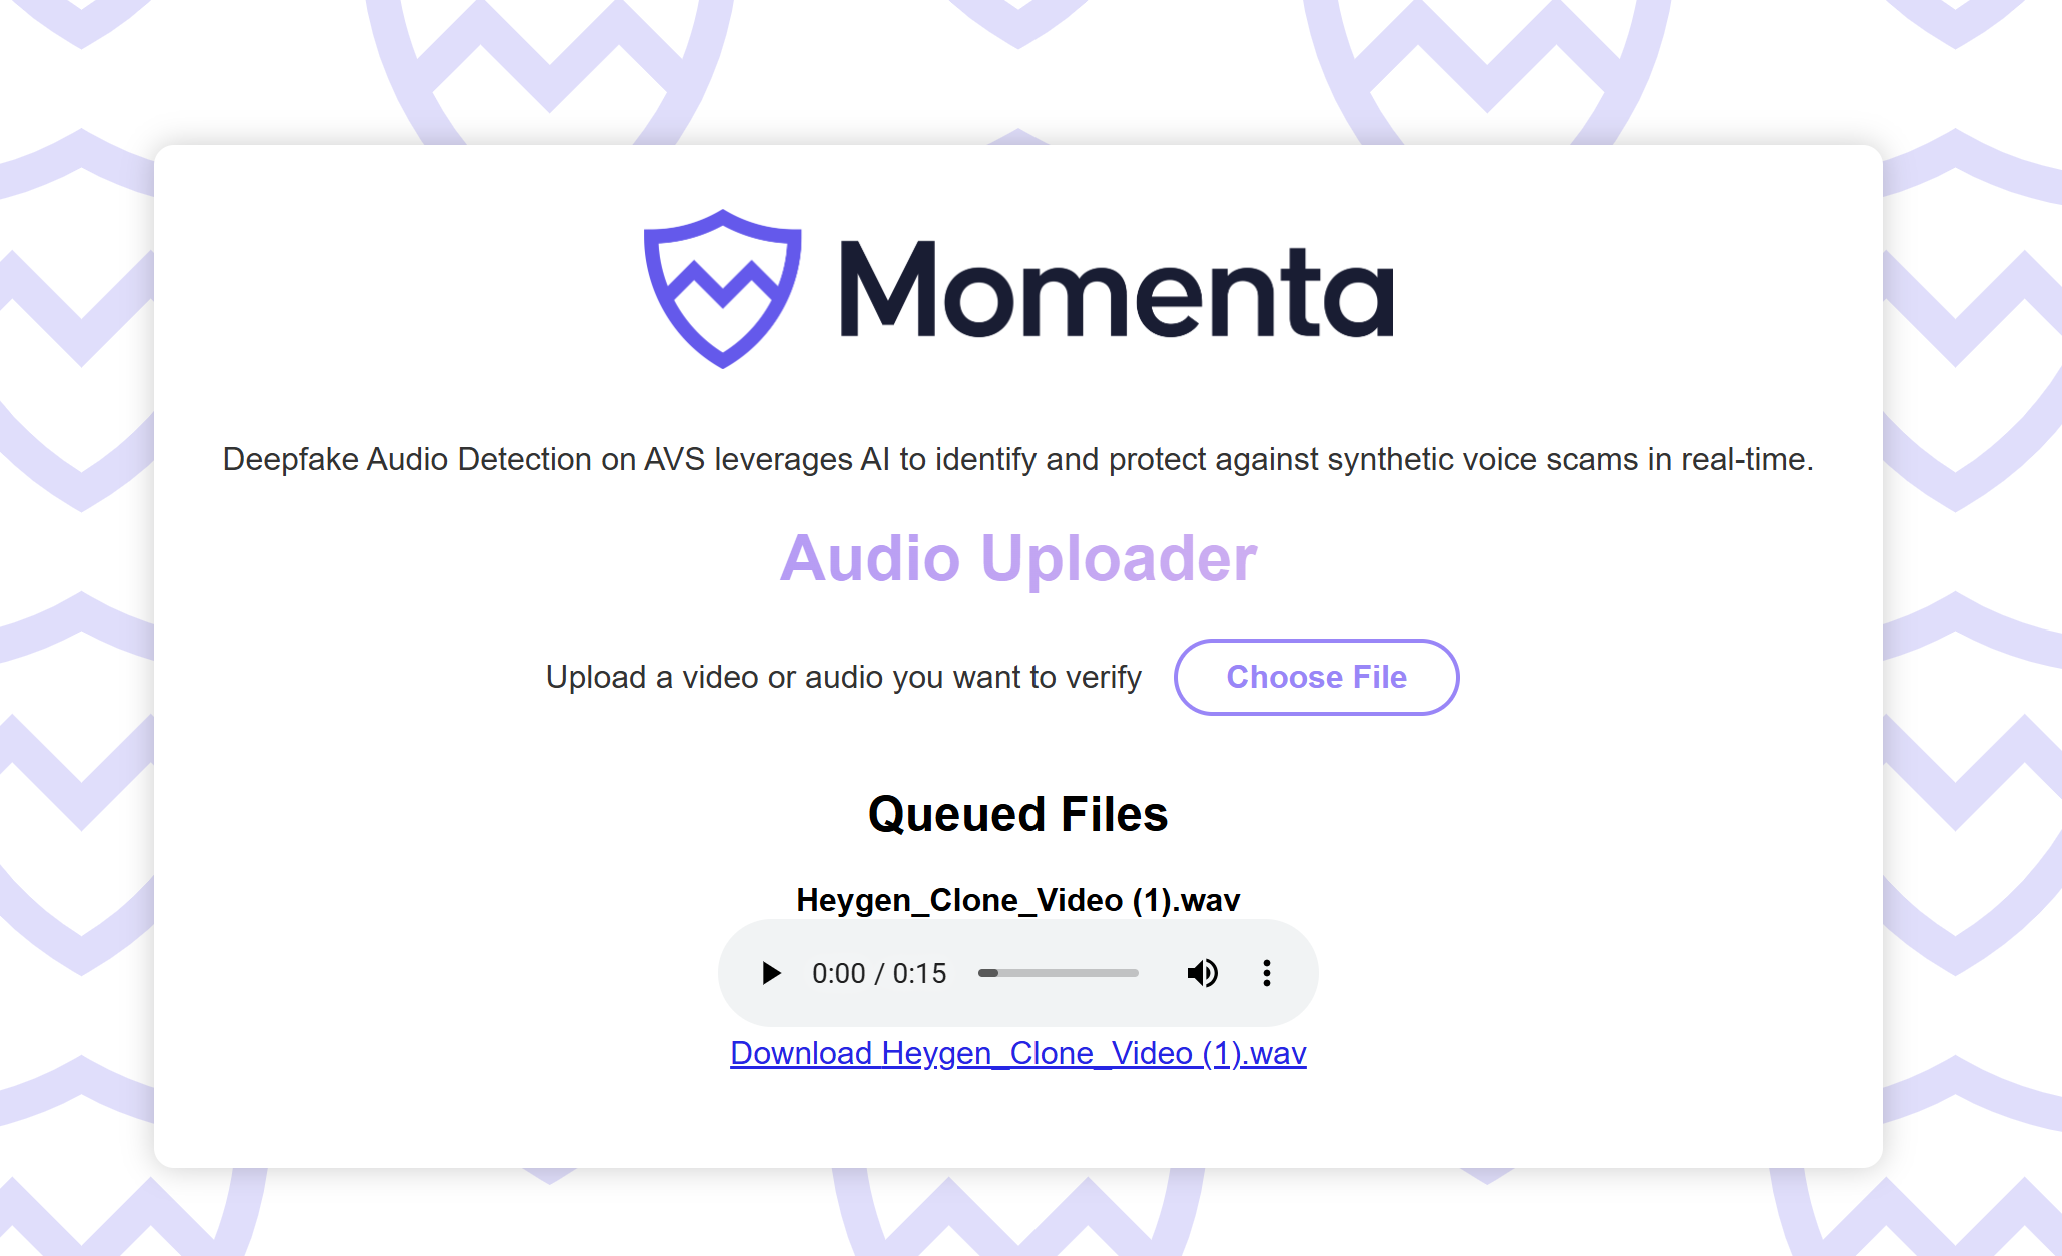 Momenta
Deepfake Audio Detection on AVS leverages AI to identify and protect against synthetic voice scams in real-time.
Audio Uploader
Upload a video or audio you want to verify
Choose File
Queued Files
Heygen_Clone_Video (1).wav
0:00 / 0:15
Download Heygen_Clone_Video (1).wav